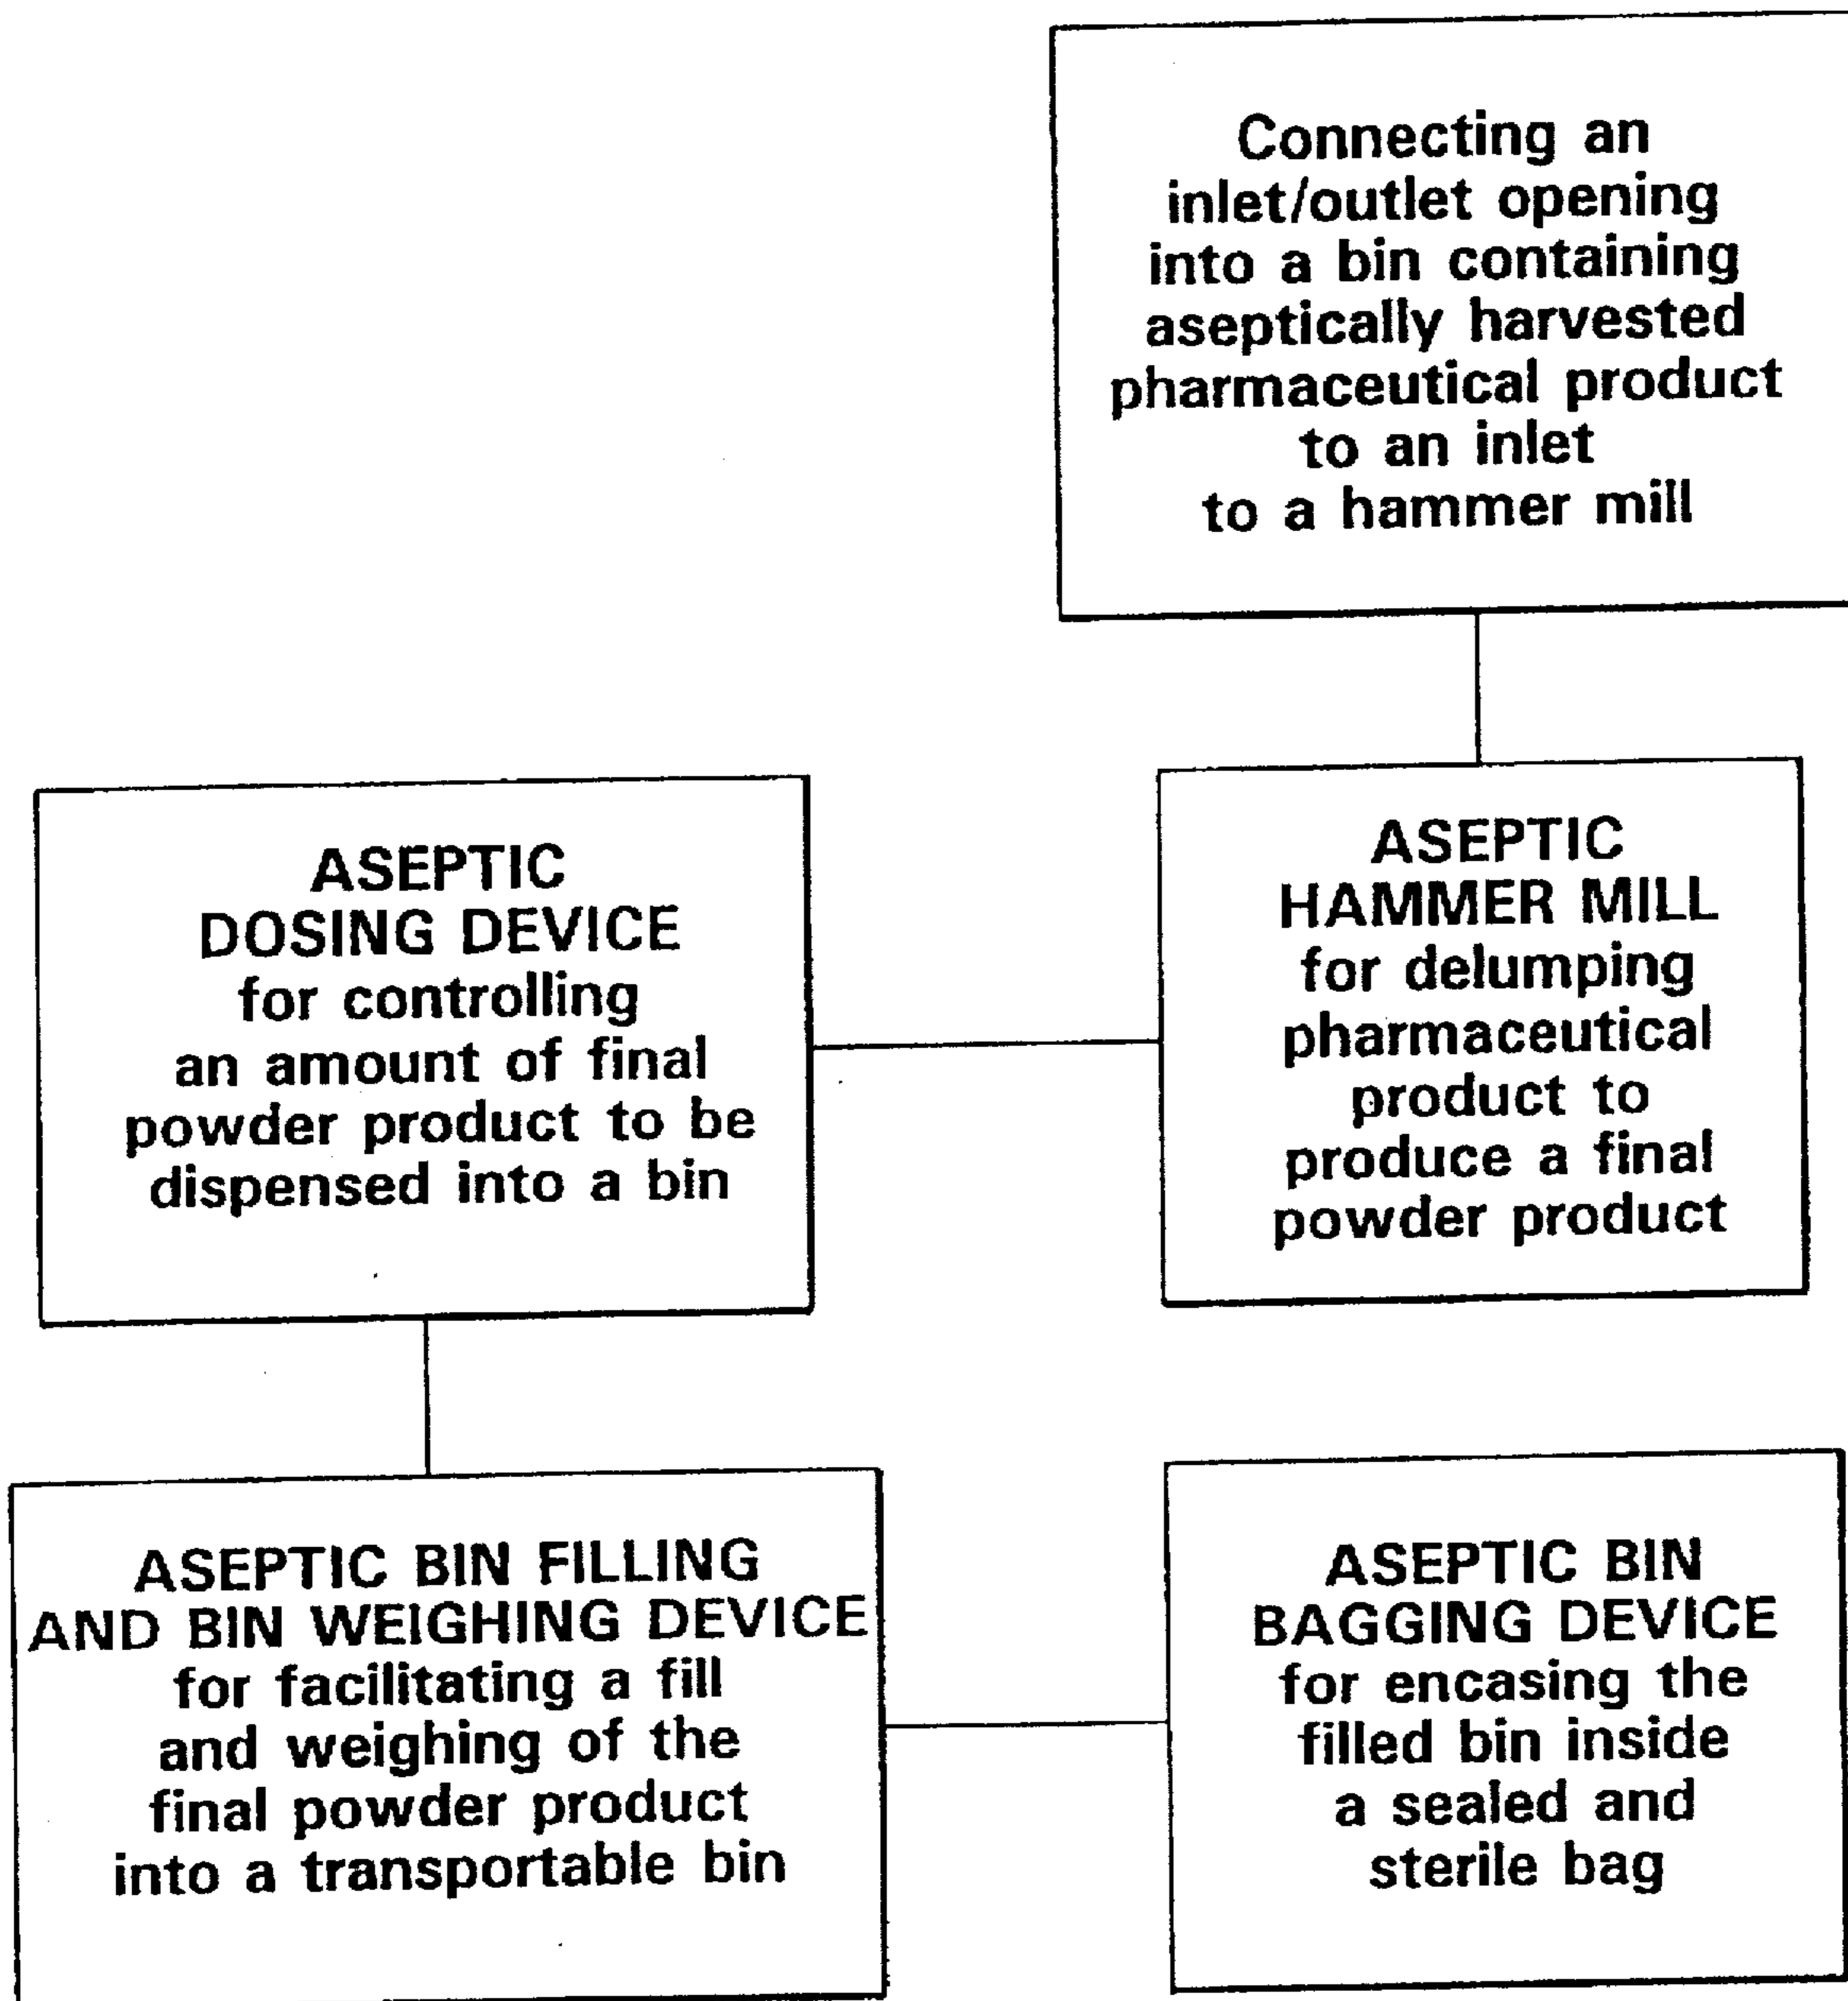 Connecting an
inlet/outlet opening
into a bin containing
aseptically harvested
pharmaceutical product
to an inlet
to a hammer mill
ASEPTIC
HAMMER MILL
for delumping
pharmaceutical
product to
produce a final
powder product
ASEPTIC
DOSING DEVICE
for controlling
an amount of final
powder product to be
dispensed into a bin
ASEPTIC BIN FILLING
AND BIN WEIGHING DEVICE
for facilitating a fill
and weighing of the
final powder product
into a transportable bin
ASEPTIC BIN
BAGGING DEVICE
for encasing the
filled bin inside
a sealed and
sterile bag